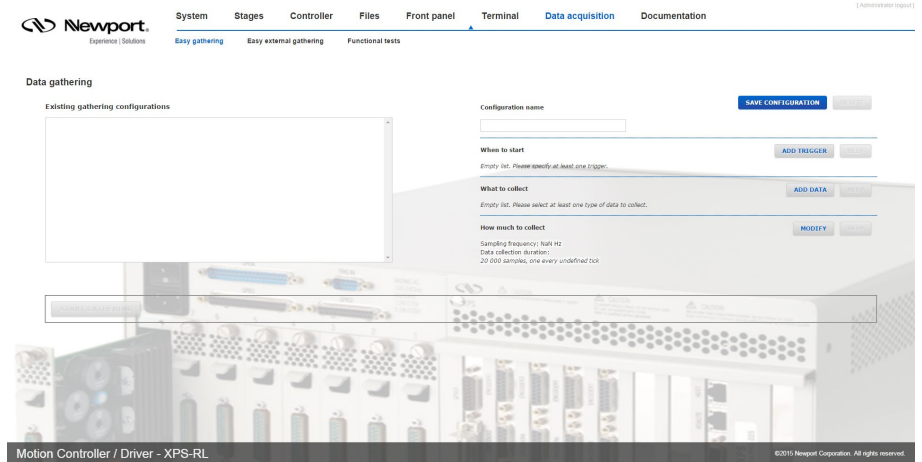 [ Administrator logout ]
Newport.
Experience | Solutions
System Stages Controller Files Front panel Terminal Data acquisition Documentation
Easy gathering Easy external gathering Functional tests
Data gathering
Existing gathering configurations
Configuration name
SAVE CONFIGURATION
When to start
ADD TRIGGER
Empty list. Please specify at least one trigger.
What to collect
ADD DATA
Empty list. Please select at least one type of data to collect.
How much to collect
MODIFY
Sampling frequency: NaN Hz
Data collection duration:
20 000 samples, one every undefined tick
Motion Controller / Driver - XPS-RL
©2015 Newport Corporation. All rights reserved.